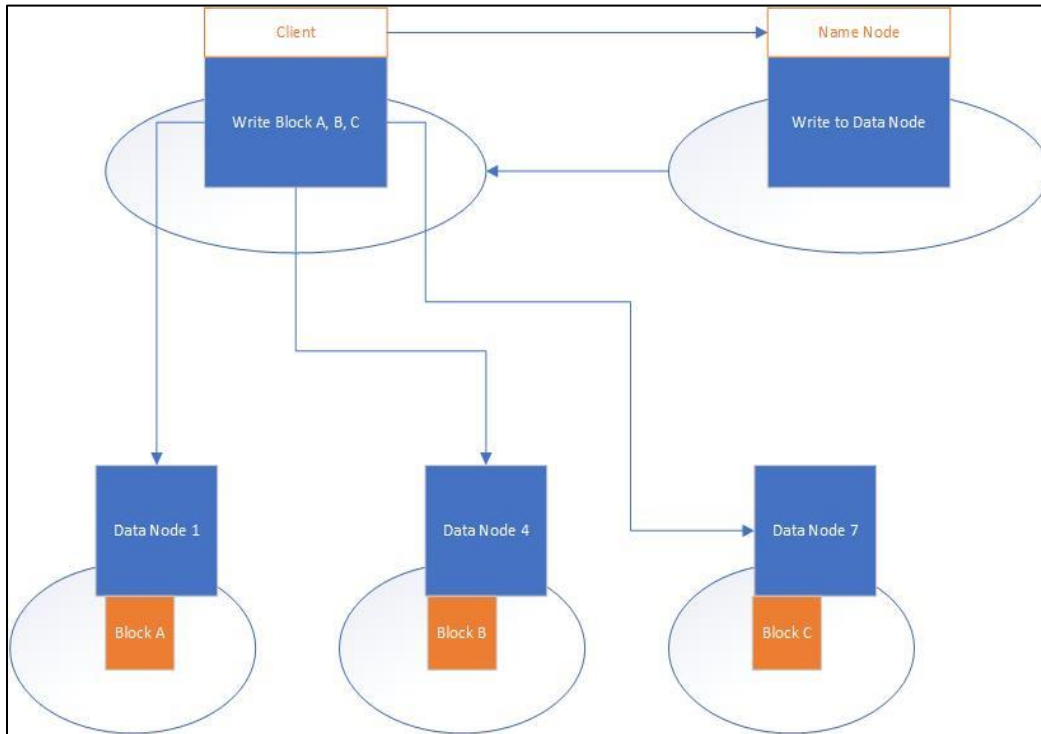 Client
Name Node
Write Block A, B, C
Write to Data Node
Data Node 1
Data Node 4
Data Node 7
Block A
Block B
Block C